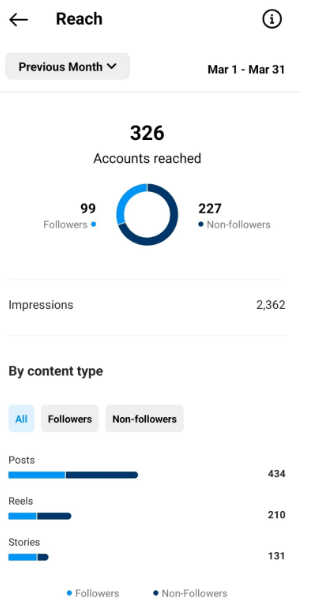 Reach
Previous Month
Mar 1 - Mar 31
326
Accounts reached
99
Followers
227
Non-followers
Impressions 2,362
By content type
All Followers Non-followers
Posts
434
Reels
210
Stories
131
Followers Non-Followers